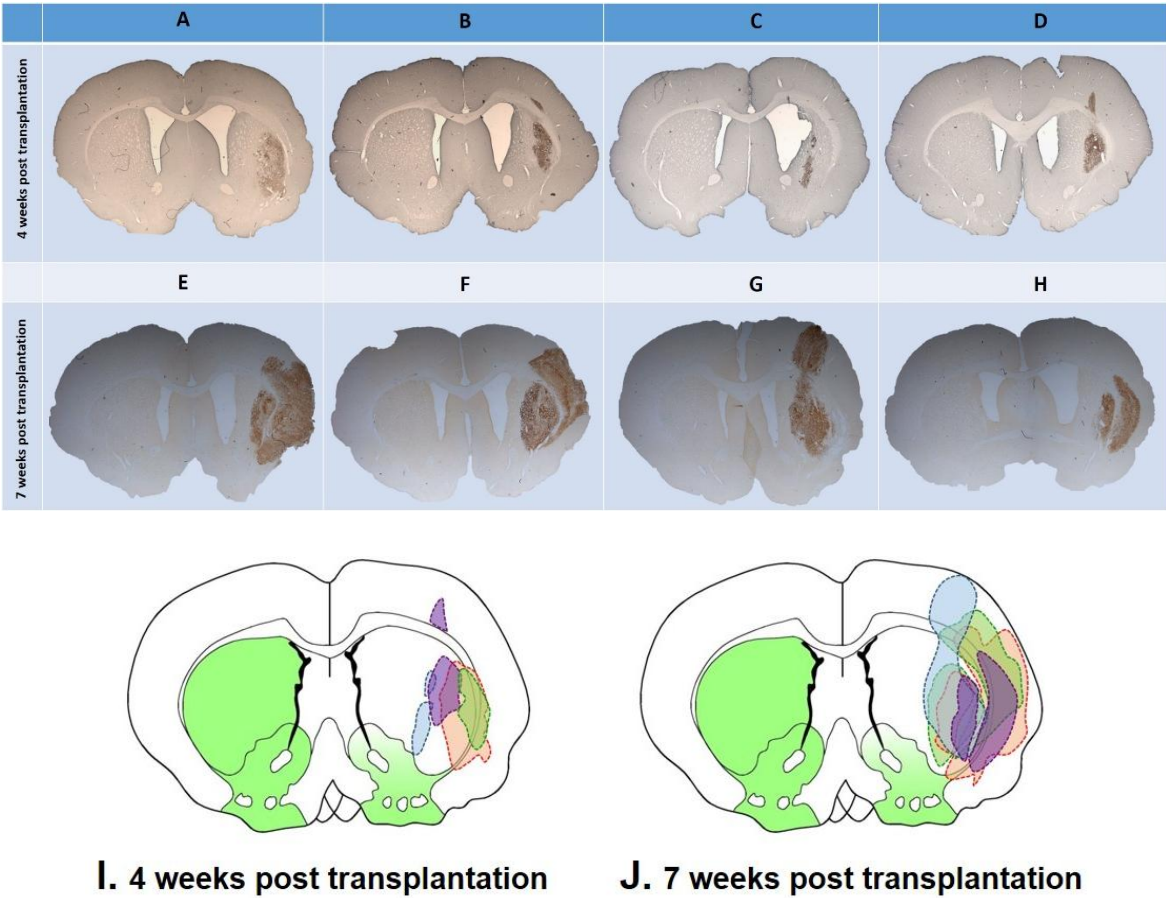 A B C D
4 weeks post transplantation
E F G H
7 weeks post transplantation
I. 4 weeks post transplantation
J. 7 weeks post transplantation